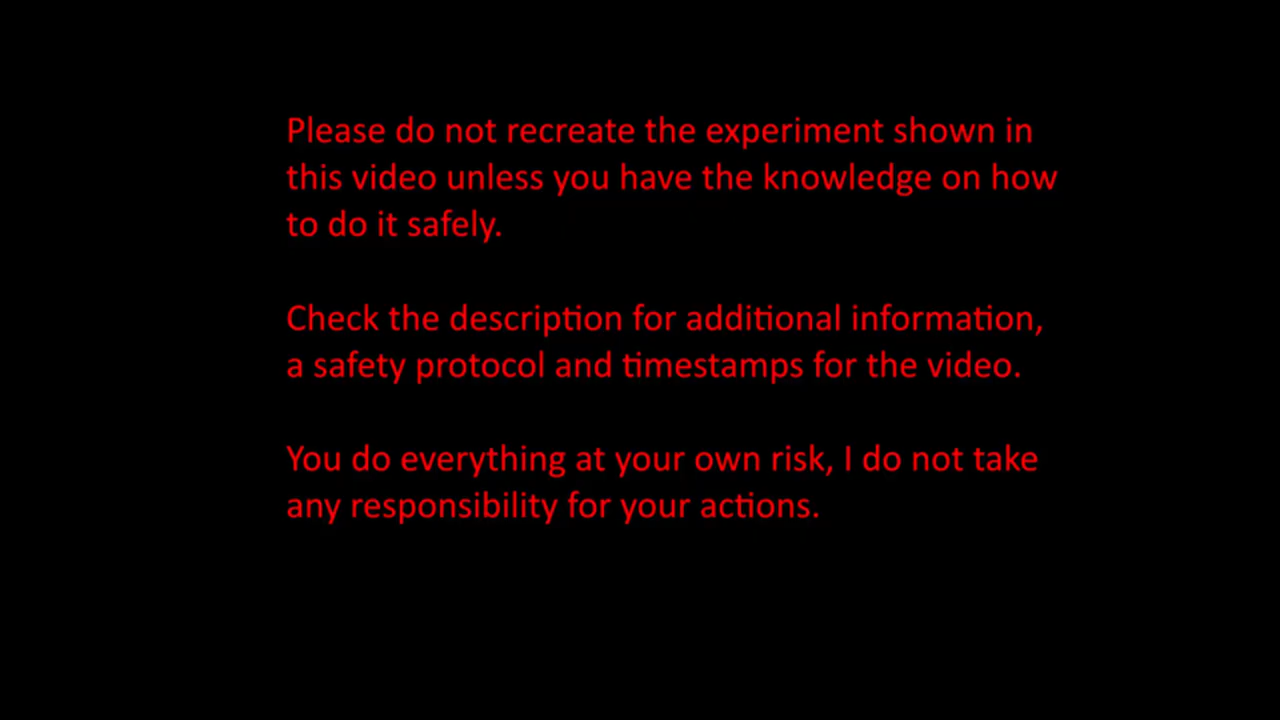 Please do not recreate the experiment shown in
this video unless you have the knowledge on how
to do it safely.
Check the description for additional information,
a safety protocol and timestamps for the video.
You do everything at your own risk, I do not take
any responsibility for your actions.